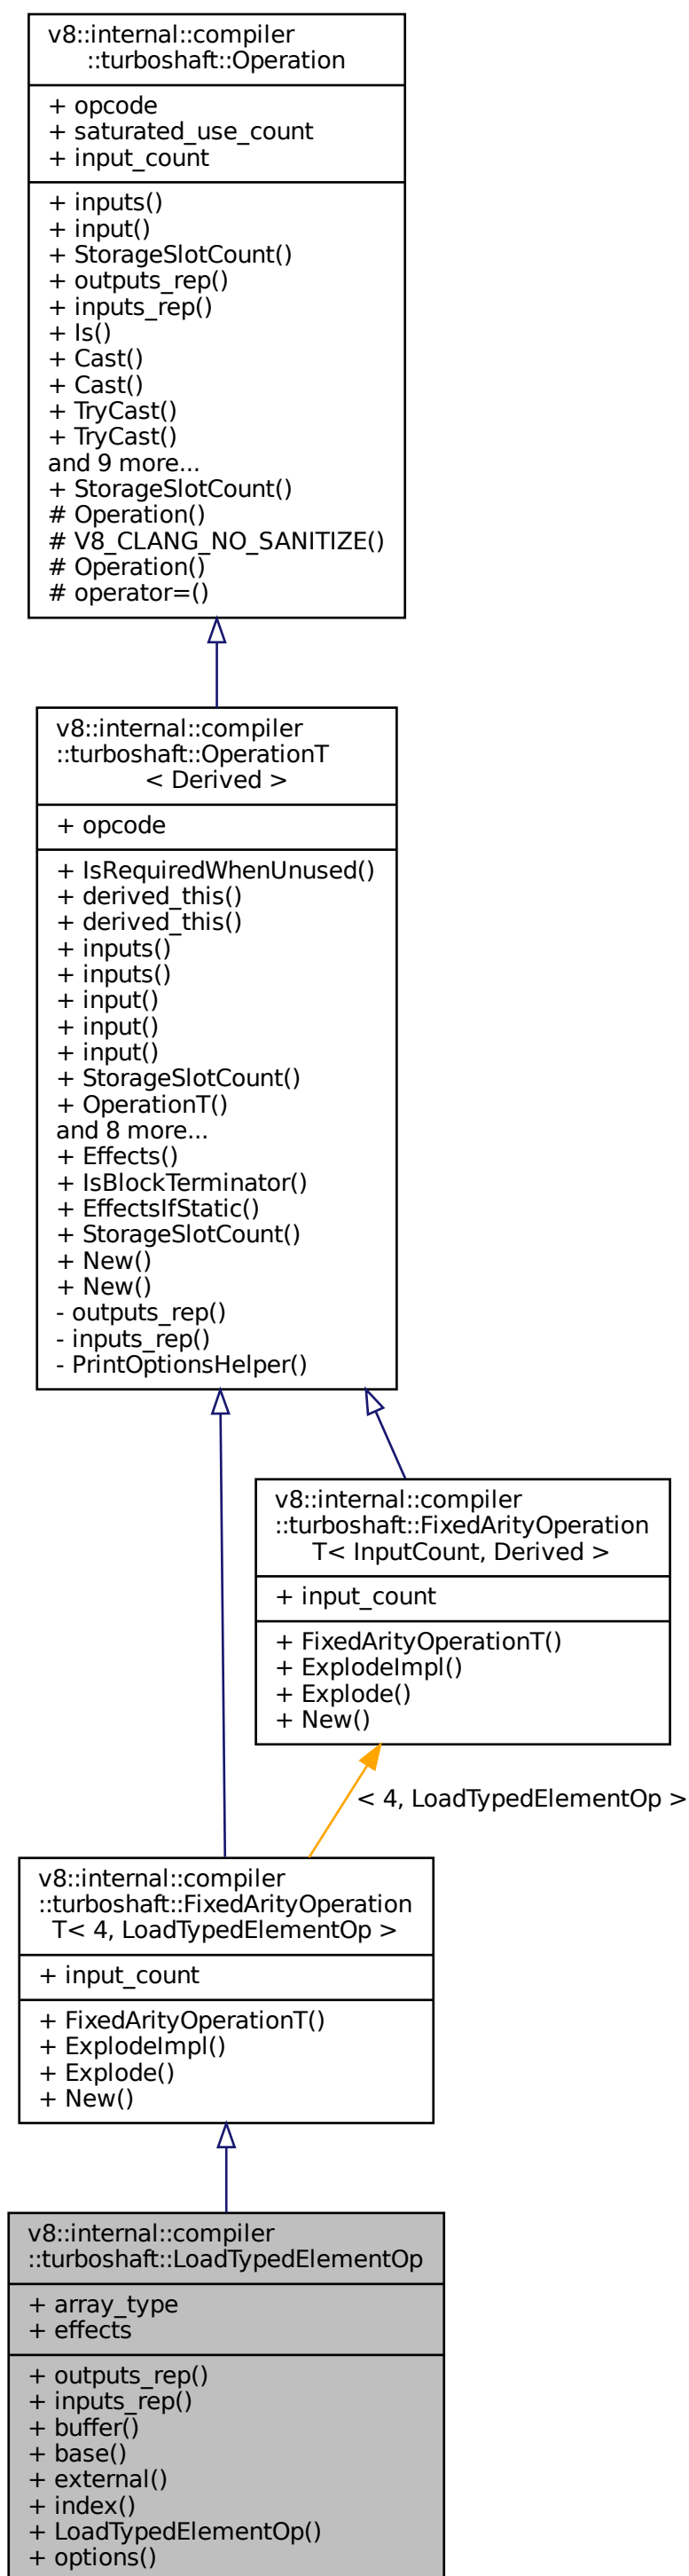 v8::internal::compiler
::turboshaft::Operation
+ opcode
+ saturated_use_count
+ input_count
+ inputs()
+ input()
+ StorageSlotCount()
+ outputs_rep()
+ inputs_rep()
+ Is()
+ Cast()
+ Cast()
+ TryCast()
+ TryCast()
and 9 more...
+ StorageSlotCount()
# Operation()
# V8_CLANG_NO_SANITIZE()
# Operation()
# operator=()
v8::internal::compiler
::turboshaft::OperationT
< Derived >
+ opcode
+ IsRequiredWhenUnused()
+ derived_this()
+ derived_this()
+ inputs()
+ inputs()
+ input()
+ input()
+ input()
+ StorageSlotCount()
+ OperationT()
and 8 more...
+ Effects()
+ IsBlockTerminator()
+ EffectsIfStatic()
+ StorageSlotCount()
+ New()
+ New()
- outputs_rep()
- inputs_rep()
- PrintOptionsHelper()
v8::internal::compiler
::turboshaft::FixedArityOperation
T< InputCount, Derived >
+ input_count
+ FixedArityOperationT()
+ ExplodeImpl()
+ Explode()
+ New()
< 4, LoadTypedElementOp >
v8::internal::compiler
::turboshaft::FixedArityOperation
T< 4, LoadTypedElementOp >
+ input_count
+ FixedArityOperationT()
+ ExplodeImpl()
+ Explode()
+ New()
v8::internal::compiler
::turboshaft::LoadTypedElementOp
+ array_type
+ effects
+ outputs_rep()
+ inputs_rep()
+ buffer()
+ base()
+ external()
+ index()
+ LoadTypedElementOp()
+ options()